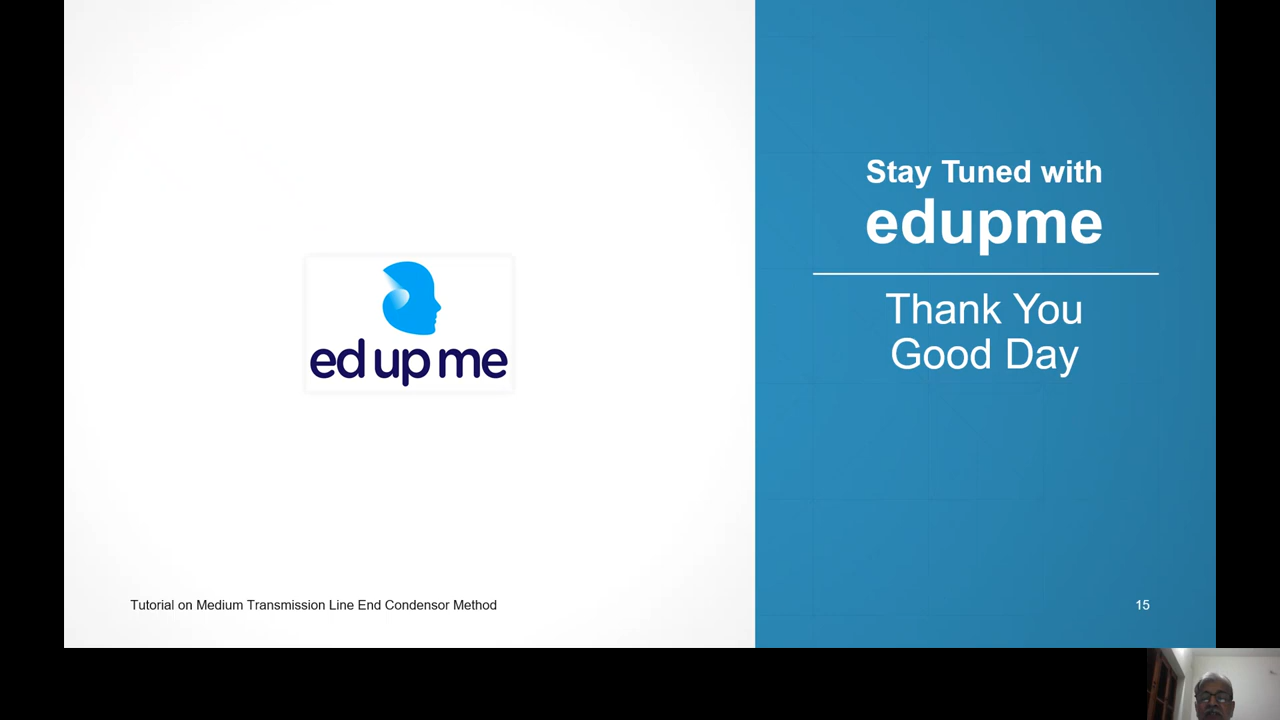 Stay Tuned with
edupme
Thank You
Good Day
ed up me
Tutorial on Medium Transmission Line End Condensor Method
15